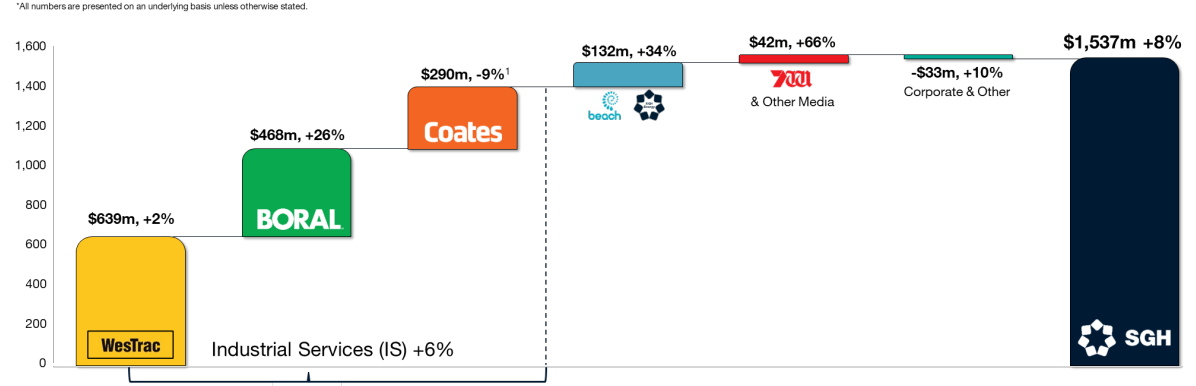 *All numbers are presented on an underlying basis unless otherwise stated.
1,600
1,400
1,200
1,000
800
600
400
200
0
$639m, +2%
WesTrac
$468m, +26%
BORAL
$290m, -9%¹
Coates
$132m, +34%
beach
SGH
Energy
$42m, +66%
& Other Media
-$33m, +10%
Corporate & Other
$1,537m +8%
SGH
Industrial Services (IS) +6%